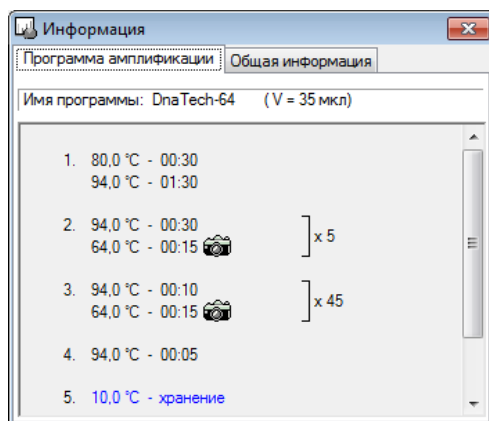 Информация
Программа амплификации Общая информация
Имя программы: DnaTech-64 ( V = 35 мкл)
1. 80,0 °C - 00:30
94,0 °C - 01:30
2. 94,0 °C - 00:30
64,0 °C - 00:15
x 5
3. 94,0 °C - 00:10
64,0 °C - 00:15
x 45
4. 94,0 °C - 00:05
5. 10,0 °C - хранение